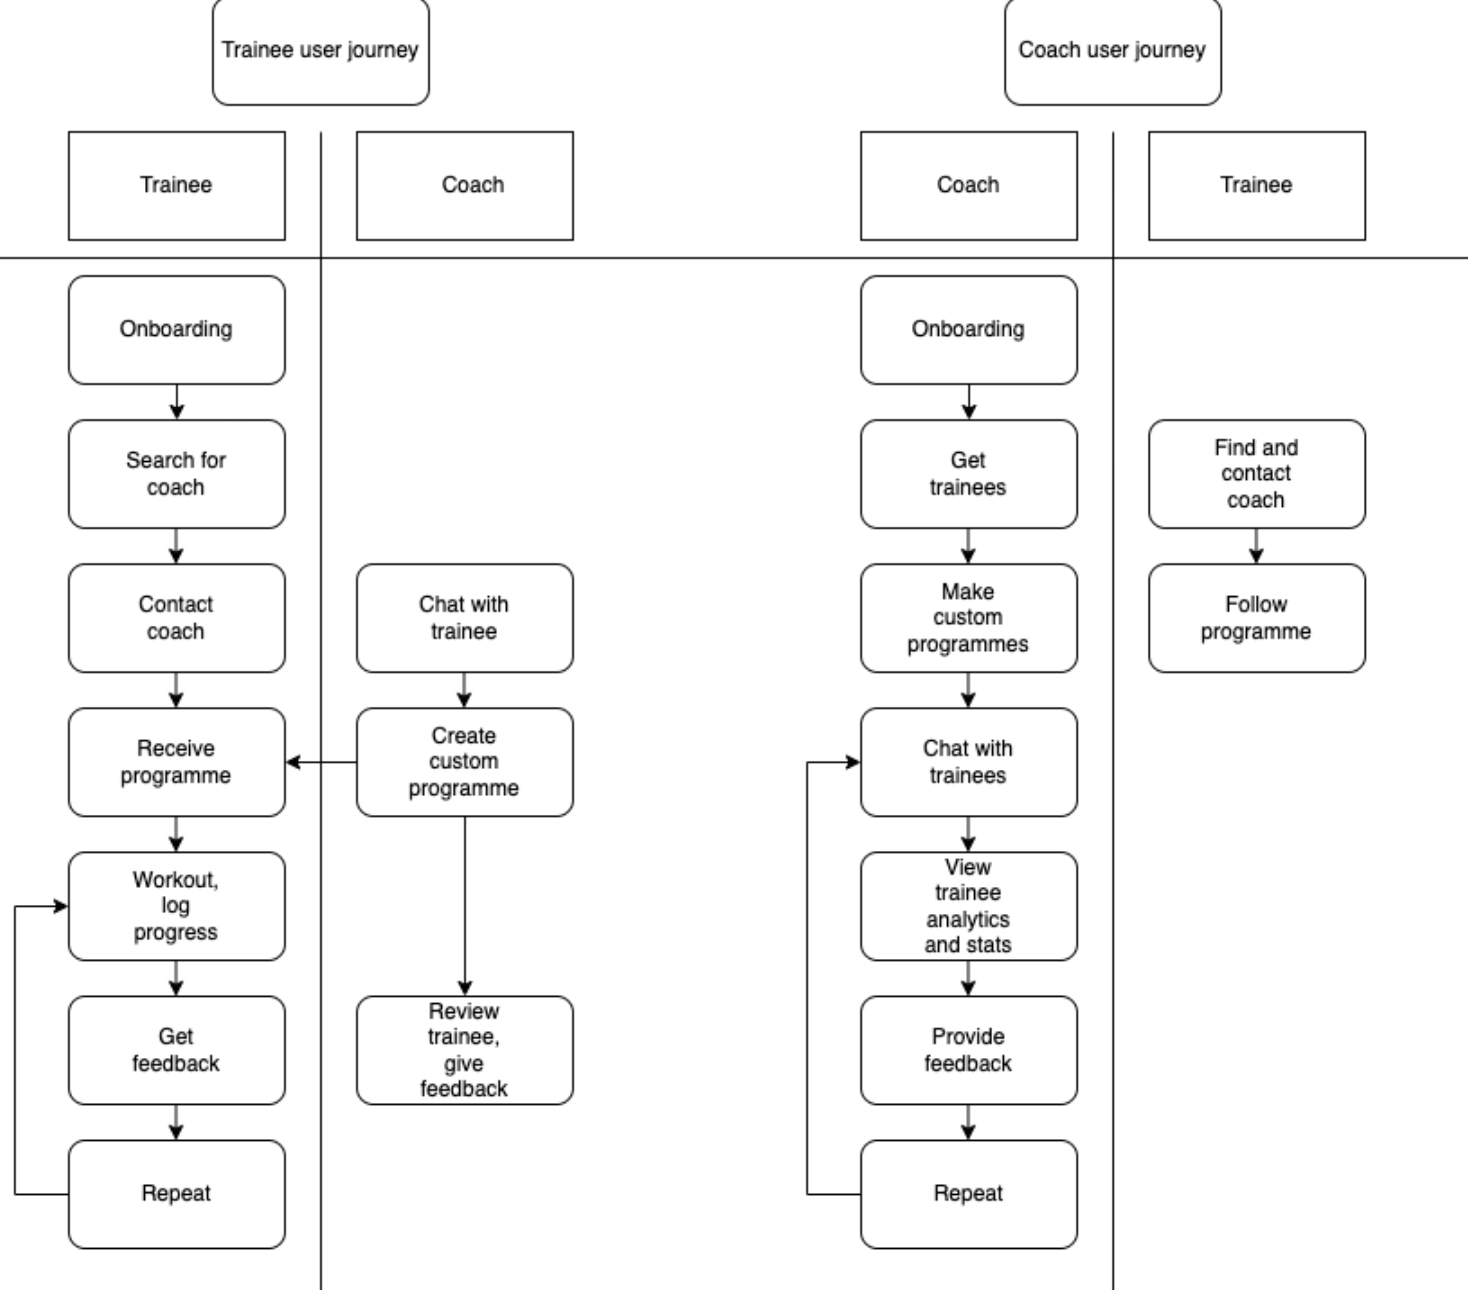 Trainee user journey
Coach user journey
Trainee
Coach
Coach
Trainee
Onboarding
Search for
coach
Contact
coach
Receive
programme
Workout,
log
progress
Get
feedback
Repeat
Chat with
trainee
Create
custom
programme
Review
trainee,
give
feedback
Onboarding
Get
trainees
Make
custom
programmes
Chat with
trainees
View
trainee
analytics
and stats
Provide
feedback
Repeat
Find and
contact
coach
Follow
programme